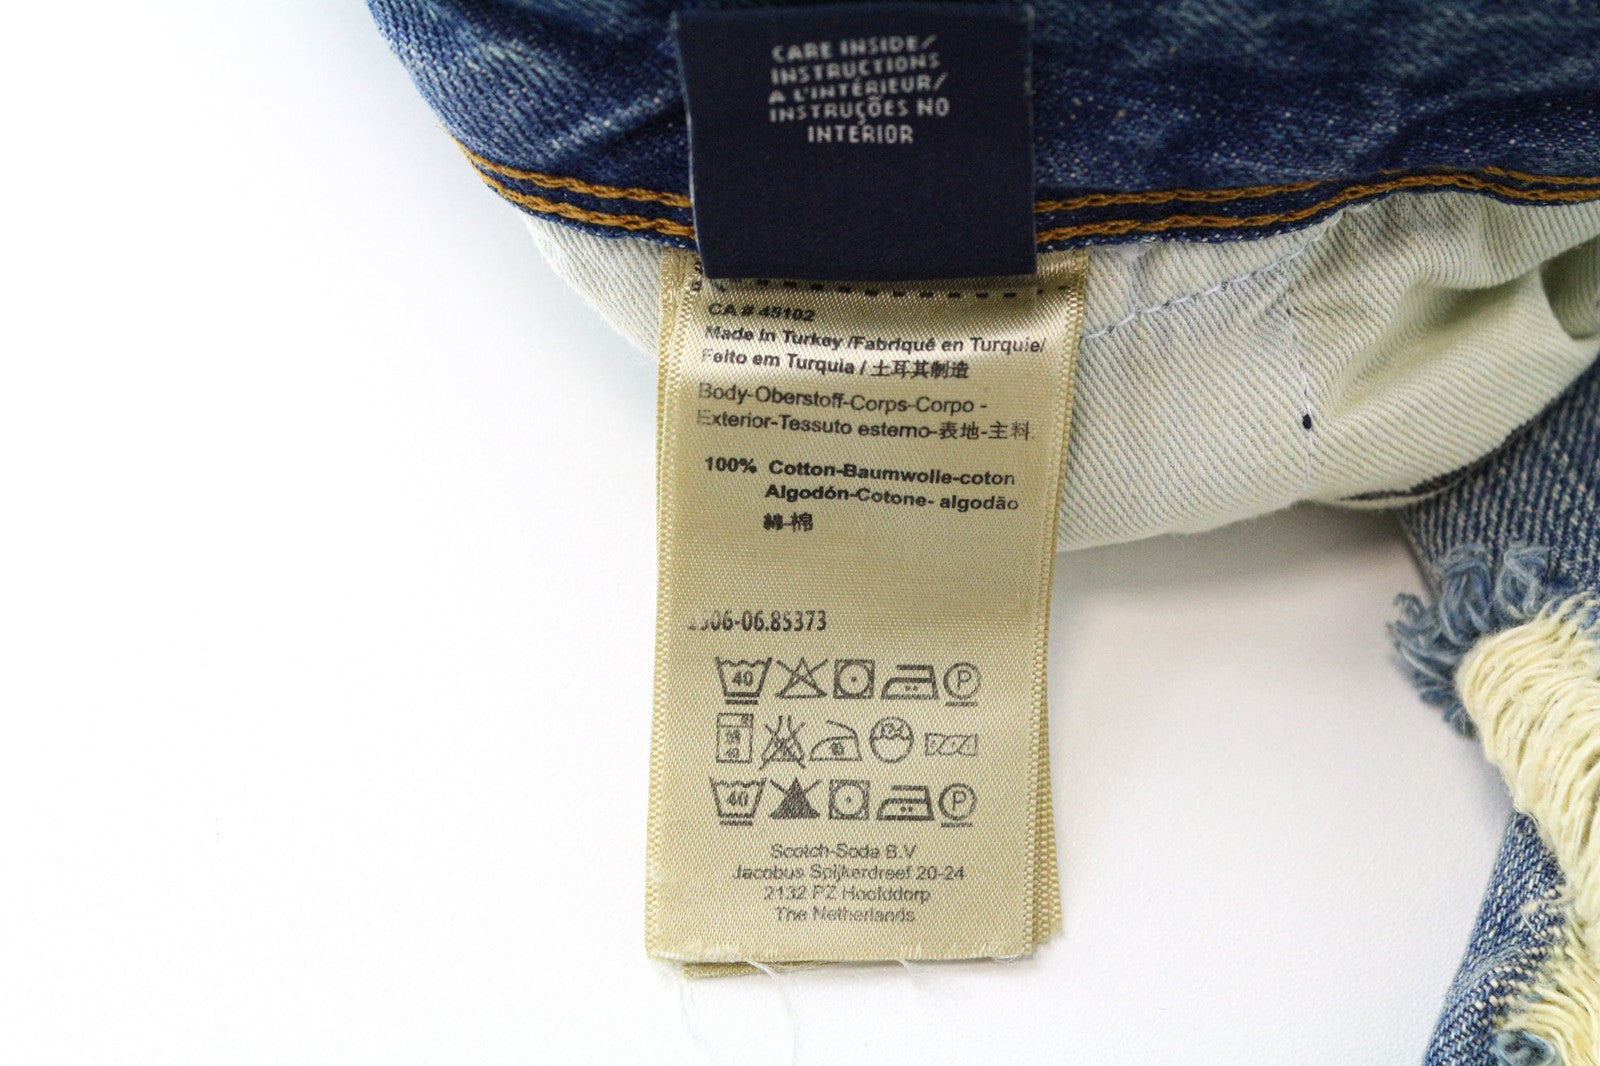 CARE INSIDE/
INSTRUCTIONS
A L'INTÉRIEUR/
INSTRUÇÕES NO
INTERIOR
CA # 45102
Made in Turkey /Fabriqué en Turquie/
Feito em Turquia / 土耳其制造
Body-Oberstoff-Corps-Corpo -
Exterior-Tessuto esterno-表地-主料
100% Cotton-Baumwolle-coton
Algodón-Cotone- algodão
綿-棉
06-06.85373
40 P
40
40 P
Scotch-Soda B.V
Jacobus Spijkerdreef 20-24
2132 PZ Hoofddorp
The Netherlands